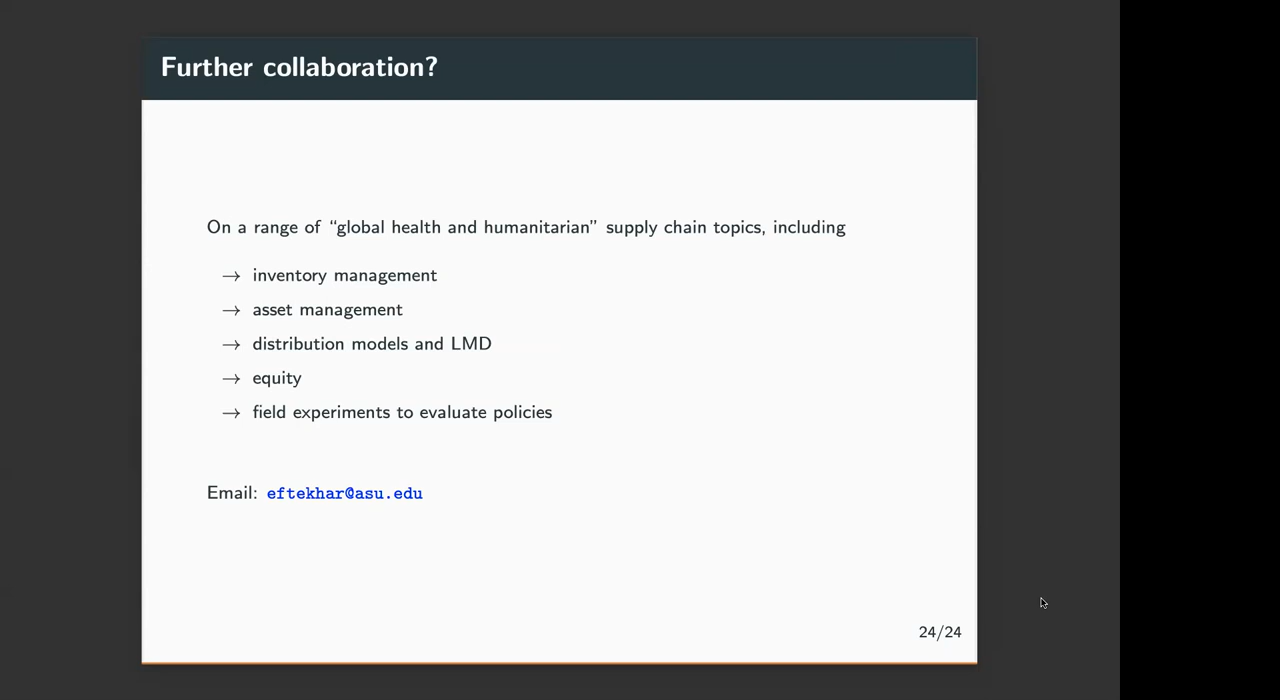 Further collaboration?
On a range of “global health and humanitarian” supply chain topics, including
→ inventory management
→ asset management
→ distribution models and LMD
→ equity
→ field experiments to evaluate policies
Email: eftekhar@asu.edu
24/24